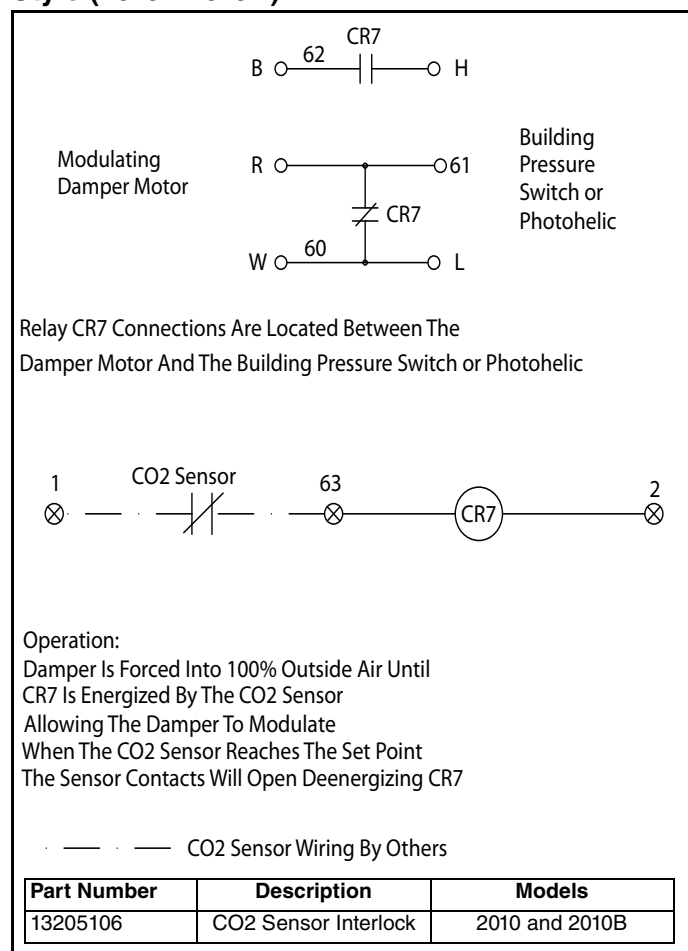 CR7
B 62 H
Modulating
Damper Motor
R 61
CR7
W 60 L
Building
Pressure
Switch or
Photohelic
Relay CR7 Connections Are Located Between The
Damper Motor And The Building Pressure Switch or Photohelic
1 CO2 Sensor 63 2
CR7
Operation:
Damper Is Forced Into 100% Outside Air Until
CR7 Is Energized By The CO2 Sensor
Allowing The Damper To Modulate
When The CO2 Sensor Reaches The Set Point
The Sensor Contacts Will Open Deenergizing CR7
CO2 Sensor Wiring By Others
Part Number Description Models
13205106 CO2 Sensor Interlock 2010 and 2010B